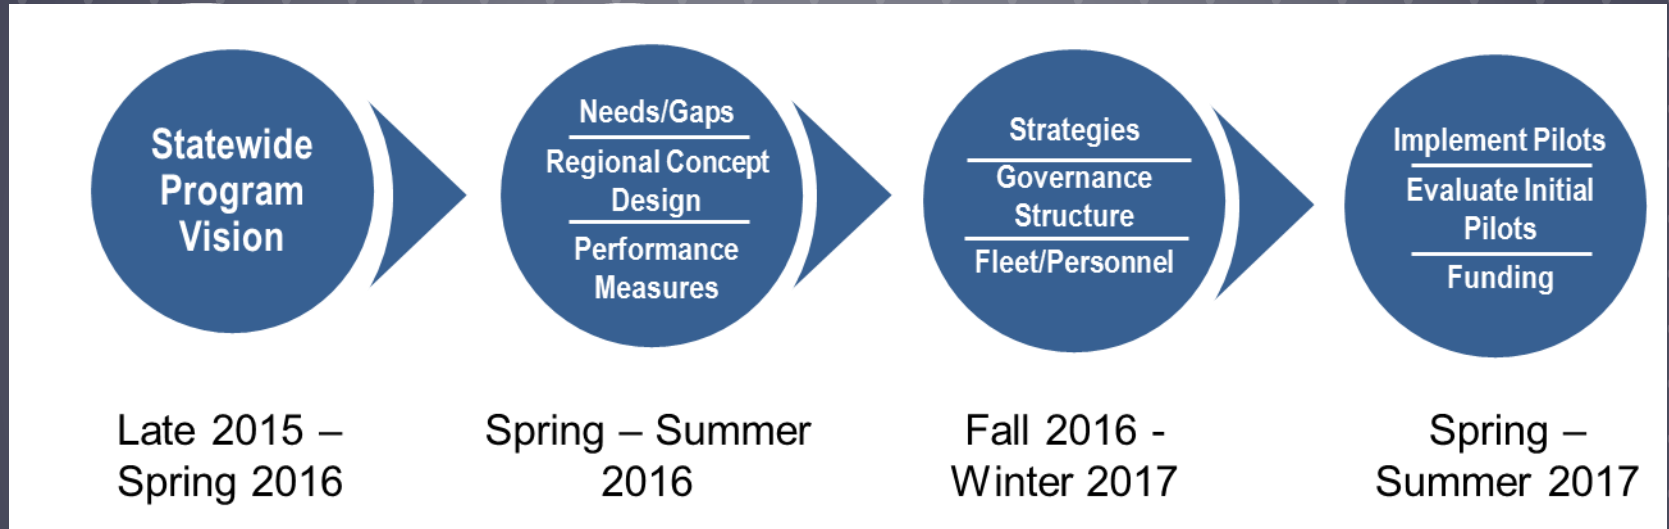 Statewide
Program
Vision
Needs/Gaps
Regional Concept
Design
Performance
Measures
Strategies
Governance
Structure
Fleet/Personnel
Implement Pilots
Evaluate Initial
Pilots
Funding
Late 2015 –
Spring 2016
Spring – Summer
2016
Fall 2016 -
Winter 2017
Spring –
Summer 2017